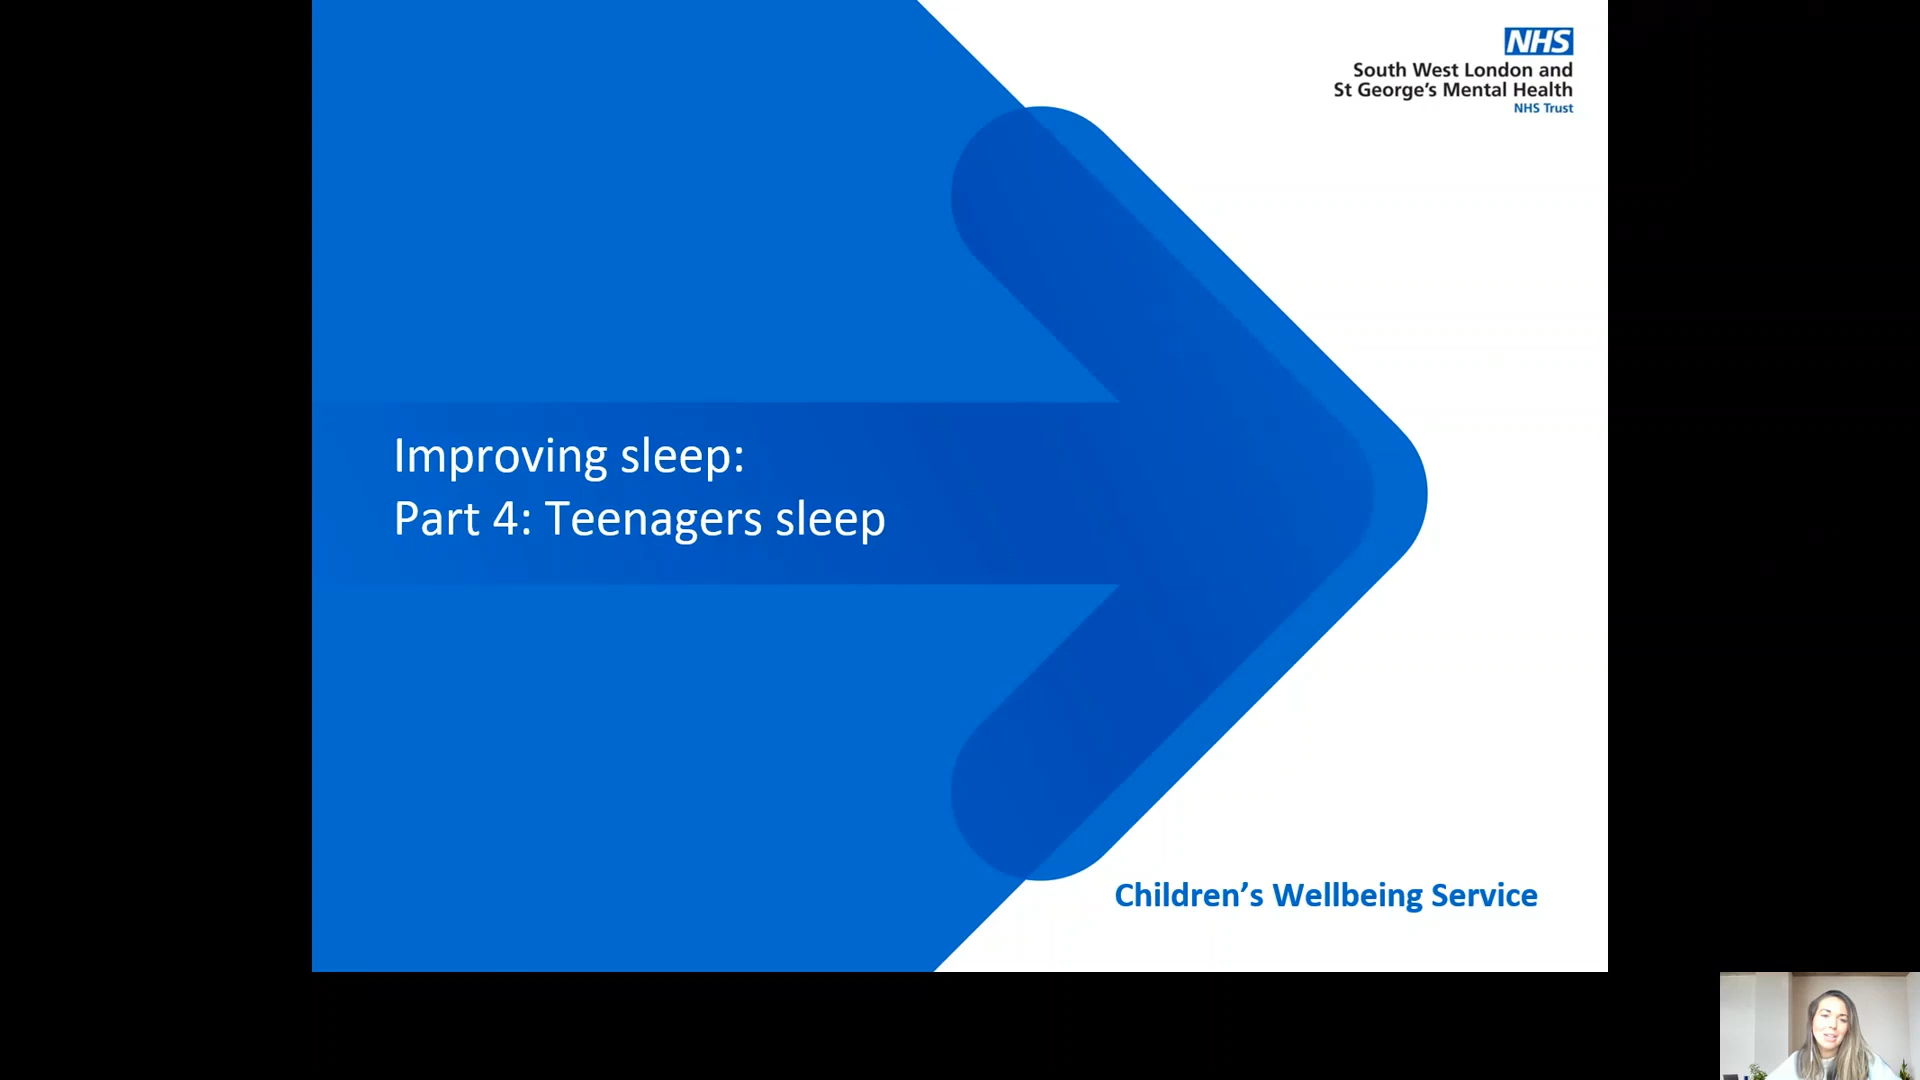 NHS
South West London and
St George's Mental Health
NHS Trust
Improving sleep:
Part 4: Teenagers sleep
Children's Wellbeing Service